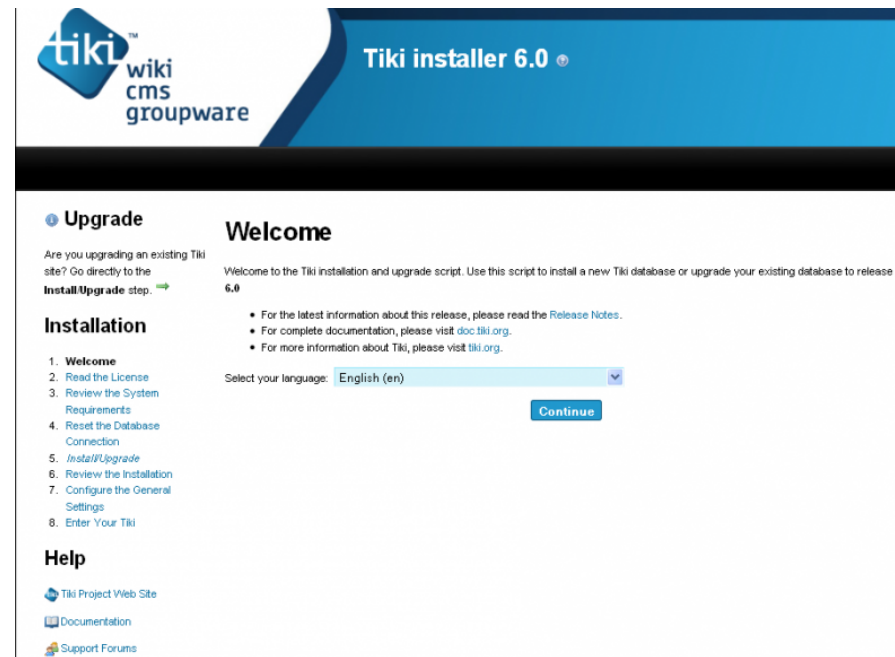 tiki™
wiki
cms
groupware
Tiki installer 6.0
Upgrade
Are you upgrading an existing Tiki
site? Go directly to the
Install/Upgrade step.
Installation
1. Welcome
2. Read the License
3. Review the System
Requirements
4. Reset the Database
Connection
5. Install/Upgrade
6. Review the Installation
7. Configure the General
Settings
8. Enter Your Tiki
Help
Tiki Project Web Site
Documentation
Support Forums
Welcome
Welcome to the Tiki installation and upgrade script. Use this script to install a new Tiki database or upgrade your existing database to release
6.0
• For the latest information about this release, please read the Release Notes.
• For complete documentation, please visit doc.tiki.org.
• For more information about Tiki, please visit tiki.org.
Select your language: English (en)
Continue